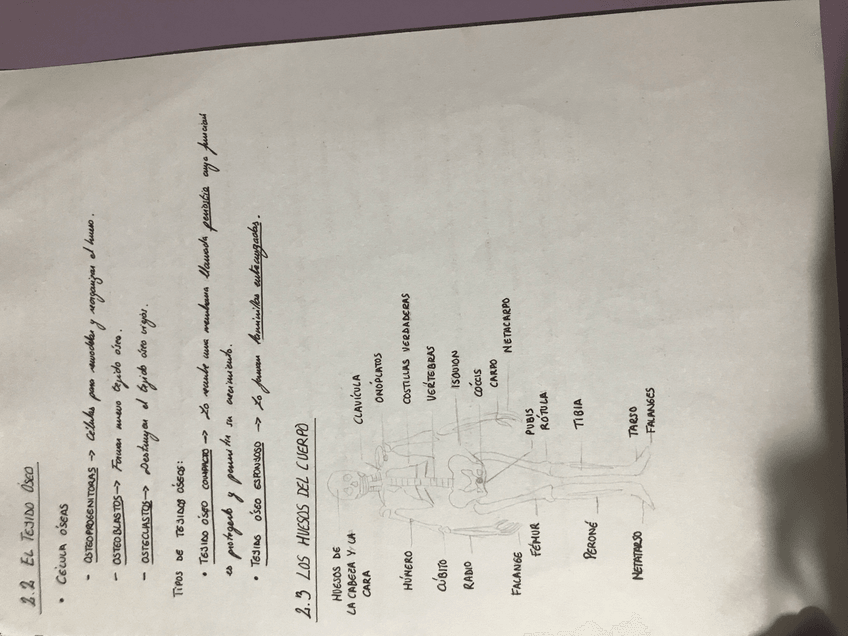 2.2 EL TEJIDO ÓSEO
• CÉLULA ÓSEAS
- OSTEOPROGENITORAS -> Células para remodelar y reorganizar el hueso.
- OSTEOBLASTOS -> Forman nuevo tejido óseo.
- OSTECLASTOS -> Destruyen el tejido óseo viejos.
TIPOS DE TEJIDOS ÓSEOS:
• TEJIDO ÓSEO COMPACTO -> Lo recubre una membrana llamada periostio cuya función
es protegerlo y permitir su crecimiento.
• TEJIDO ÓSEO ESPONJOSO -> Lo forman laminillas entrecruzadas.
2.3 LOS HUESOS DEL CUERPO
HUESOS DE
LA CABEZA Y LA
CARA
CLAVÍCULA
OMÓPLATOS
HÚMERO
COSTILLAS VERDADERAS
CÚBITO
VÉRTEBRAS
RADIO
ISQUION
CÓCCIS
CARPO
METACARPO
FALANGE
PUBIS
FÉMUR
RÓTULA
TIBIA
PERONÉ
TARSO
METATARSO
FALANGES